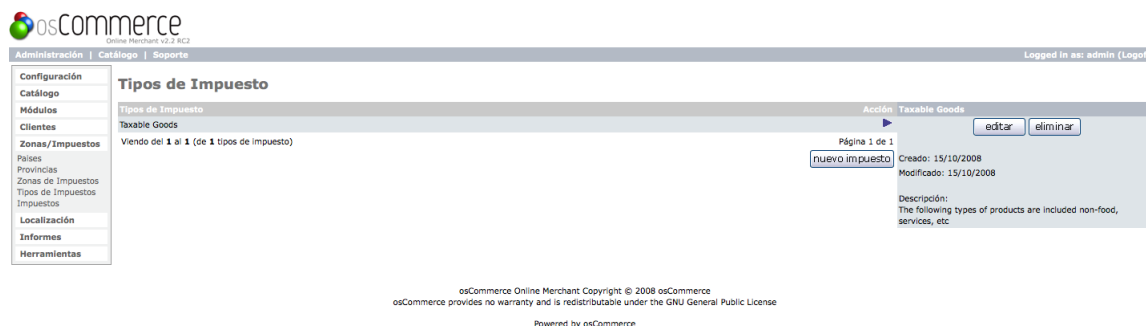 osCommerce
Online Merchant v2.2 RC2
Administración | Catálogo | Soporte
Logged in as: admin (Logof
Configuración
Catálogo
Módulos
Clientes
Zonas/Impuestos
Paises
Provincias
Zonas de Impuestos
Tipos de Impuestos
Impuestos
Localización
Informes
Herramientas
Tipos de Impuesto
Tipos de Impuesto Acción
Taxable Goods
Viendo del 1 al 1 (de 1 tipos de impuesto) Página 1 de 1
nuevo impuesto
Taxable Goods
editar eliminar
Creado: 15/10/2008
Modificado: 15/10/2008
Descripción:
The following types of products are included non-food,
services, etc
osCommerce Online Merchant Copyright © 2008 osCommerce
osCommerce provides no warranty and is redistributable under the GNU General Public License
Powered by osCommerce